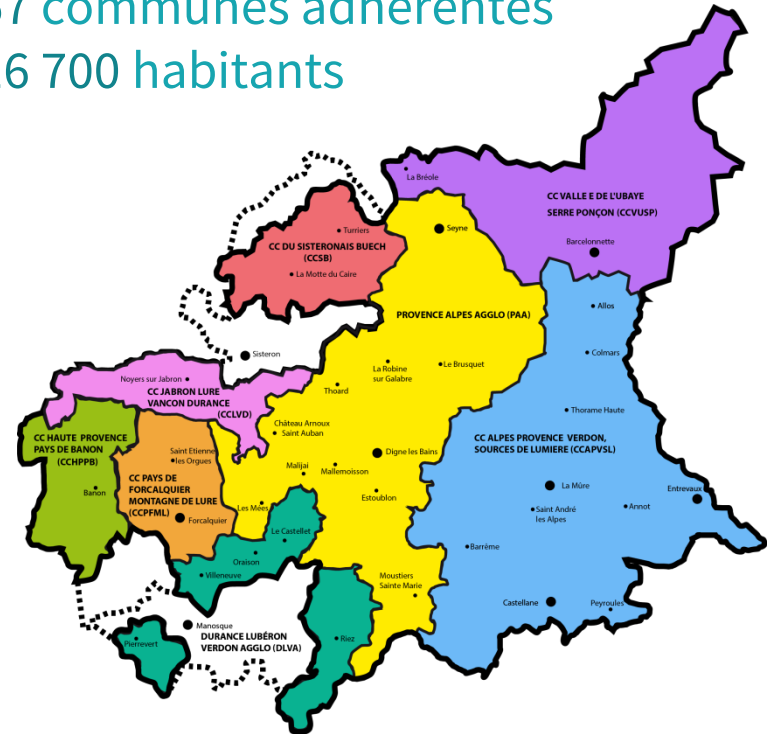 7 communes adhérentes
6 700 habitants
La Bréole
CC VALLE E DE L'UBAYE
SERRE PONÇON (CCVUSP)
Barcelonnette
Seyne
Turriers
CC DU SISTERONAIS BUECH
(CCSB)
La Motte du Caire
Allos
PROVENCE ALPES AGGLO (PAA)
Colmars
Sisteron
La Robine
sur Galabre
Le Brusquet
Noyers sur Jabron
Thoard
CC JABRON LURE
VANCON DURANCE
(CCLVD)
Thorame Haute
Château Arnoux
Saint Auban
CC HAUTE PROVENCE
PAYS DE BANON
(CCHPPB)
CC ALPES PROVENCE VERDON,
SOURCES DE LUMIERE (CCAPVSL)
Saint Etienne
les Orgues
Digne les Bains
Malijai
Mallemoisson
CC PAYS DE
FORCALQUIER
MONTAGNE DE LURE
(CCPFML)
Banon
La Mûre
Entrevaux
Estoublon
Les Mées
Saint André
les Alpes
Annot
Forcalquier
Le Castellet
Barrême
Oraison
Villeneuve
Moustiers
Sainte Marie
Castellane
Peyroules
Manosque
DURANCE LUBÉRON
VERDON AGGLO (DLVA)
Pierrevert
Riez